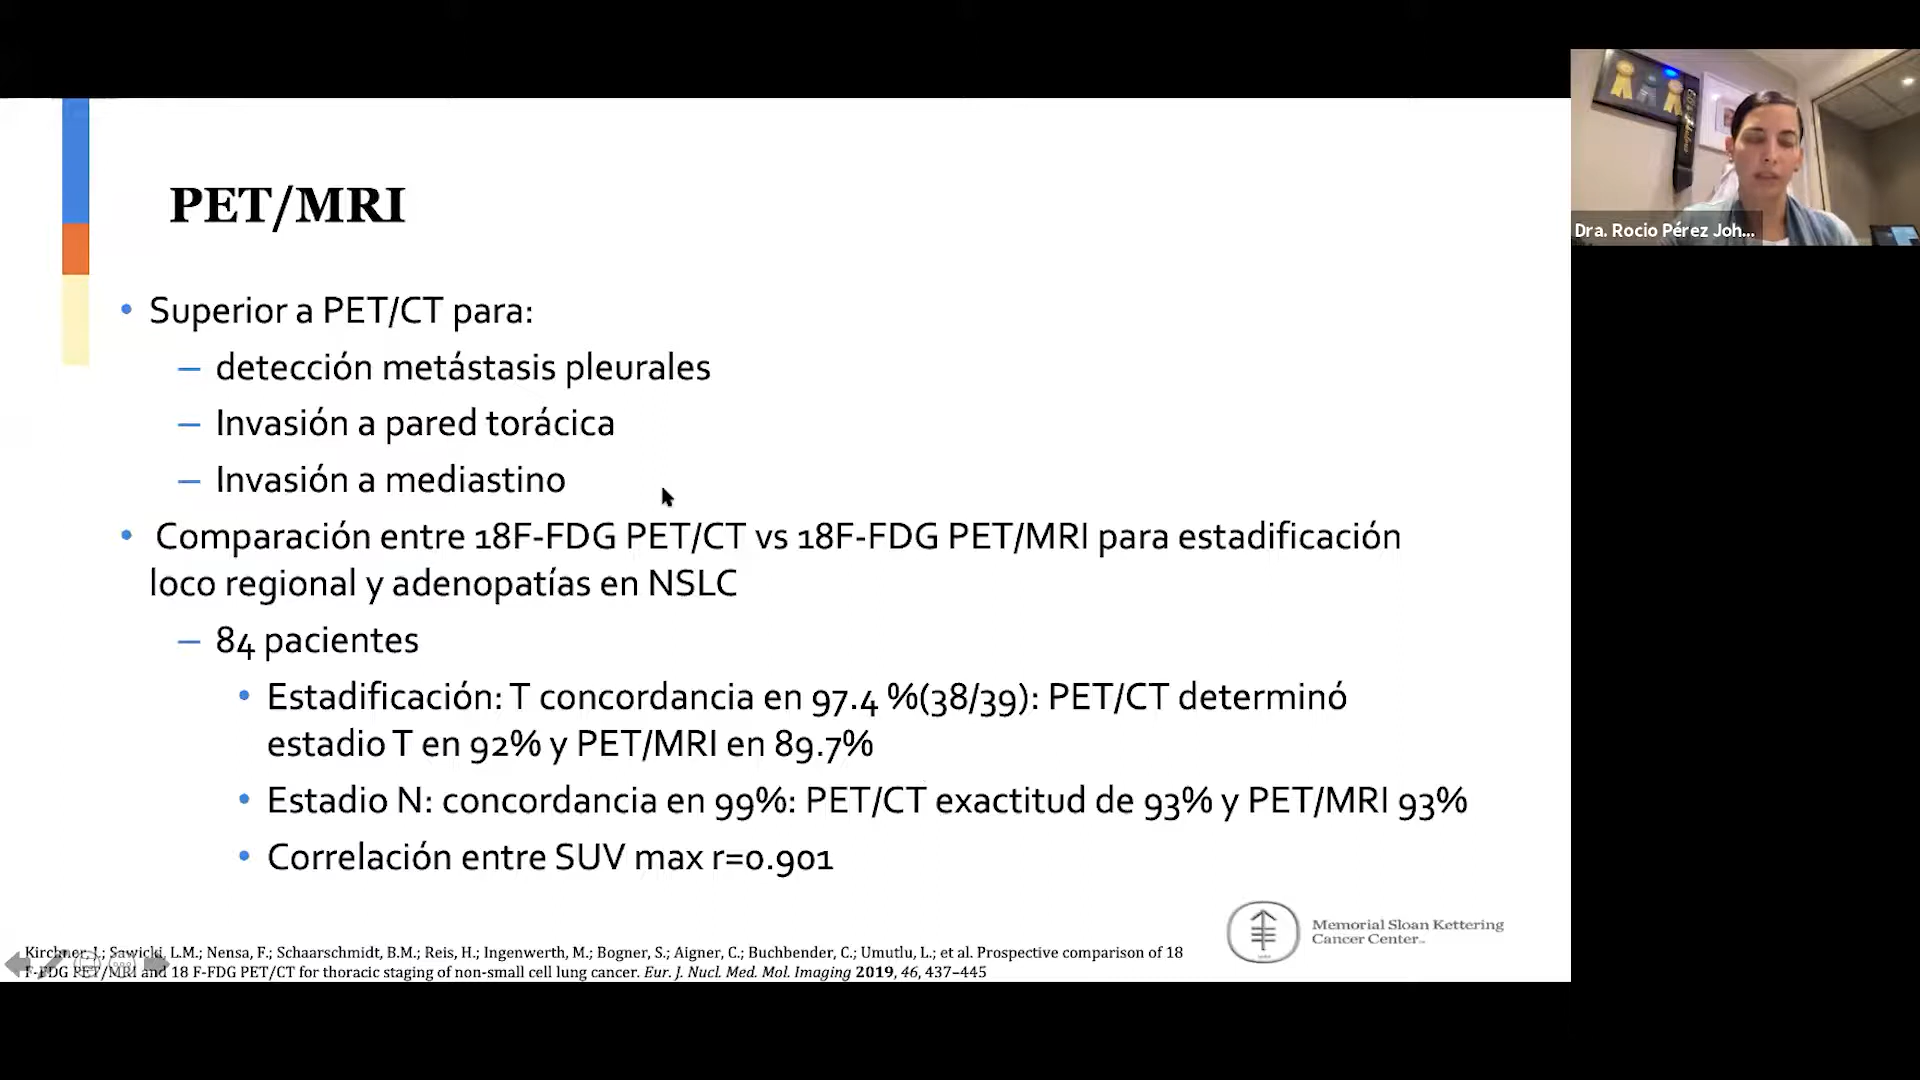 PET/MRI
• Superior a PET/CT para:
– detección metástasis pleurales
– Invasión a pared torácica
– Invasión a mediastino
• Comparación entre 18F-FDG PET/CT vs 18F-FDG PET/MRI para estadificación
loco regional y adenopatías en NSLC
– 84 pacientes
• Estadificación: T concordancia en 97.4 %(38/39): PET/CT determinó
estadio T en 92% y PET/MRI en 89.7%
• Estadio N: concordancia en 99%: PET/CT exactitud de 93% y PET/MRI 93%
• Correlación entre SUV max r=0.901
Kirchner, J.; Sawicki, L.M.; Nensa, F.; Schaarschmidt, B.M.; Reis, H.; Ingenwerth, M.; Bogner, S.; Aigner, C.; Buchbender, C.; Umutlu, L.; et al. Prospective comparison of 18
F-FDG PET/MRI and 18 F-FDG PET/CT for thoracic staging of non-small cell lung cancer. Eur. J. Nucl. Med. Mol. Imaging 2019, 46, 437–445
Memorial Sloan Kettering
Cancer Center
Dra. Rocio Pérez Joh...